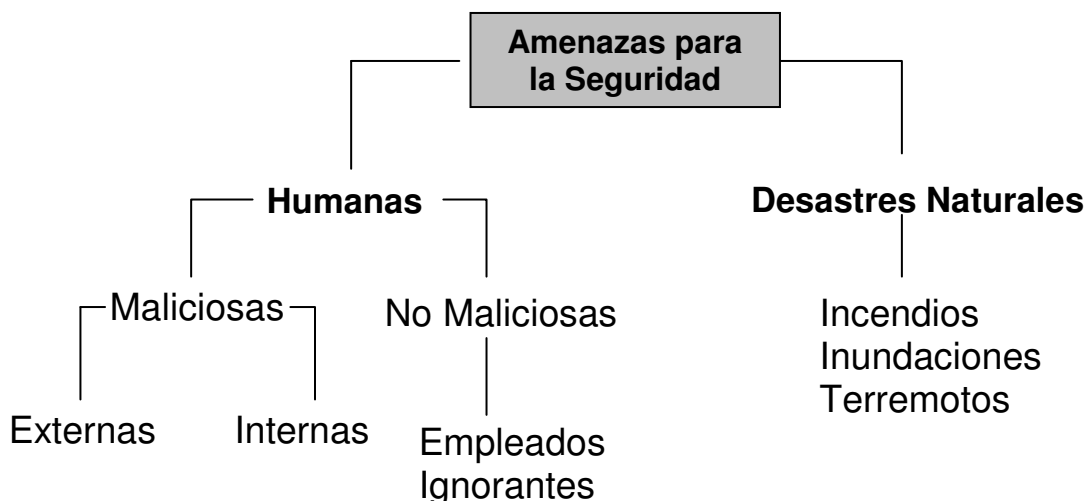 Amenazas para
la Seguridad
Humanas
Desastres Naturales
Maliciosas
No Maliciosas
Incendios
Inundaciones
Terremotos
Externas
Internas
Empleados
Ignorantes